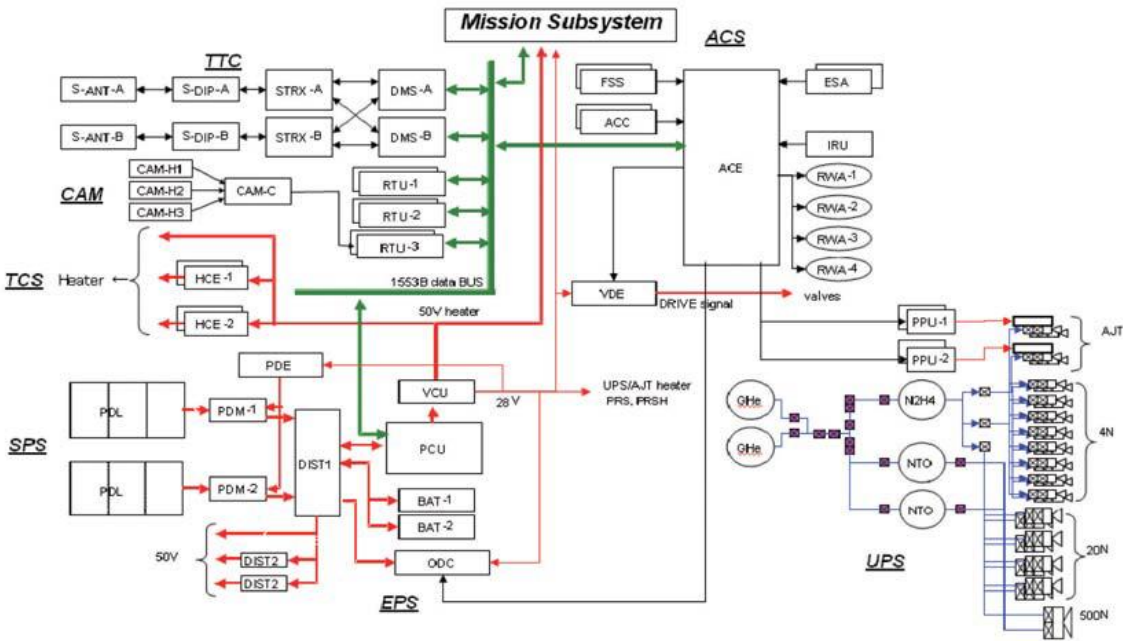 Mission Subsystem
TTC
ACS
S-ANT-A
S-DIP-A
STRX-A
DMS-A
S-ANT-B
S-DIP-B
STRX-B
DMS-B
FSS
ACC
ACE
ESA
IRU
RWA-1
RWA-2
RWA-3
RWA-4
CAM
CAM-H1
CAM-H2
CAM-H3
CAM-C
RTU-1
RTU-2
RTU-3
TCS
Heater
HCE-1
HCE-2
1553B data BUS
50V heater
VDE
DRIVE signal
valves
PPU-1
PPU-2
AJT
PDE
VCU
28 V
UPS/AJT heater
PRS, PRSH
SPS
PDL
PDM-1
DIST1
PCU
PDL
PDM-2
BAT-1
BAT-2
ODC
50V
DIST2
DIST2
EPS
GHe
GHe
N2H4
NTO
NTO
4N
20N
UPS
500N